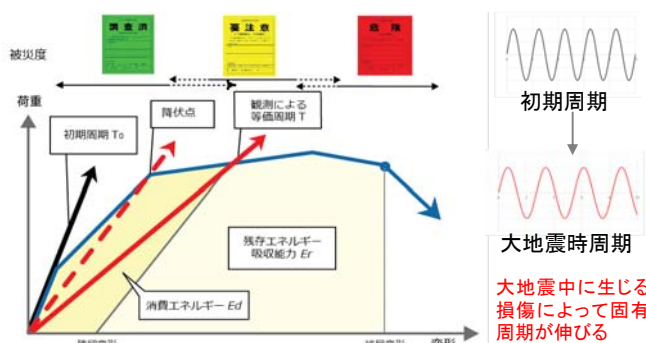 調査済
要注意
危険
被災度
荷重
初期周期 T₀
降伏点
観測による
等価周期 T
残存エネルギー
吸収能力 Er
消費エネルギー Ed
初期周期
大地震時周期
大地震中に生じる
損傷によって固有
周期が伸びる